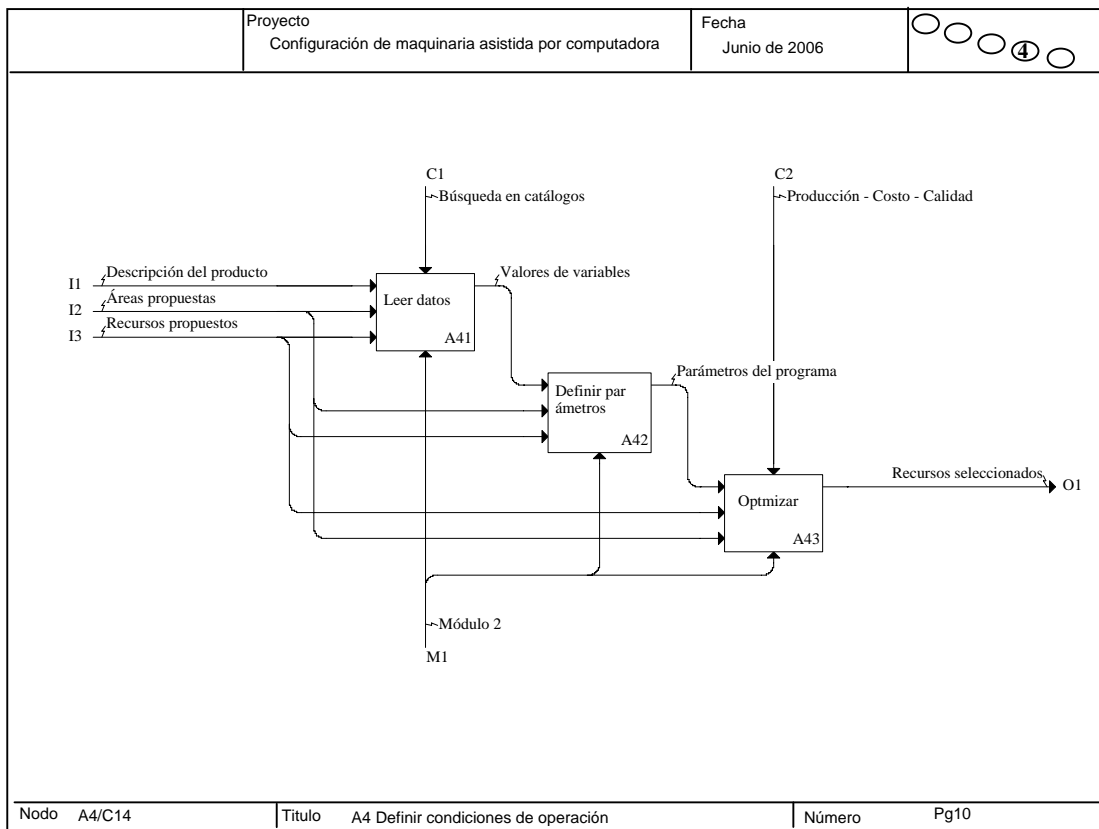 Proyecto
Configuración de maquinaria asistida por computadora
Fecha
Junio de 2006
4
C1
Búsqueda en catálogos
C2
Producción - Costo - Calidad
I1
Descripción del producto
I2
Áreas propuestas
I3
Recursos propuestos
Leer datos
A41
Valores de variables
Definir par
ámetros
A42
Parámetros del programa
Optmizar
A43
Recursos seleccionados
O1
Módulo 2
M1
Nodo A4/C14
Titulo A4 Definir condiciones de operación
Número Pg10